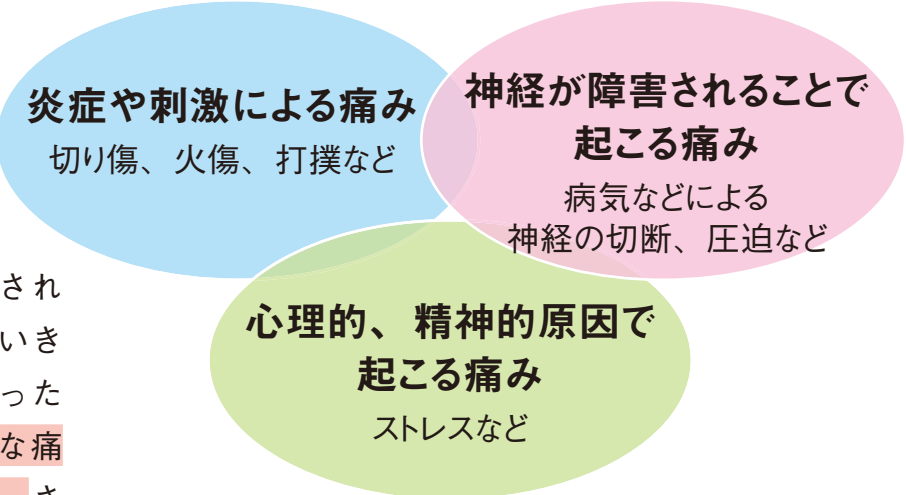 炎症や刺激による痛み
切り傷、火傷、打撲など
神経が障害されることで
起こる痛み
病気などによる
神経の切断、圧迫など
心理的、精神的原因で
起こる痛み
ストレスなど
され
いき
った
な痛